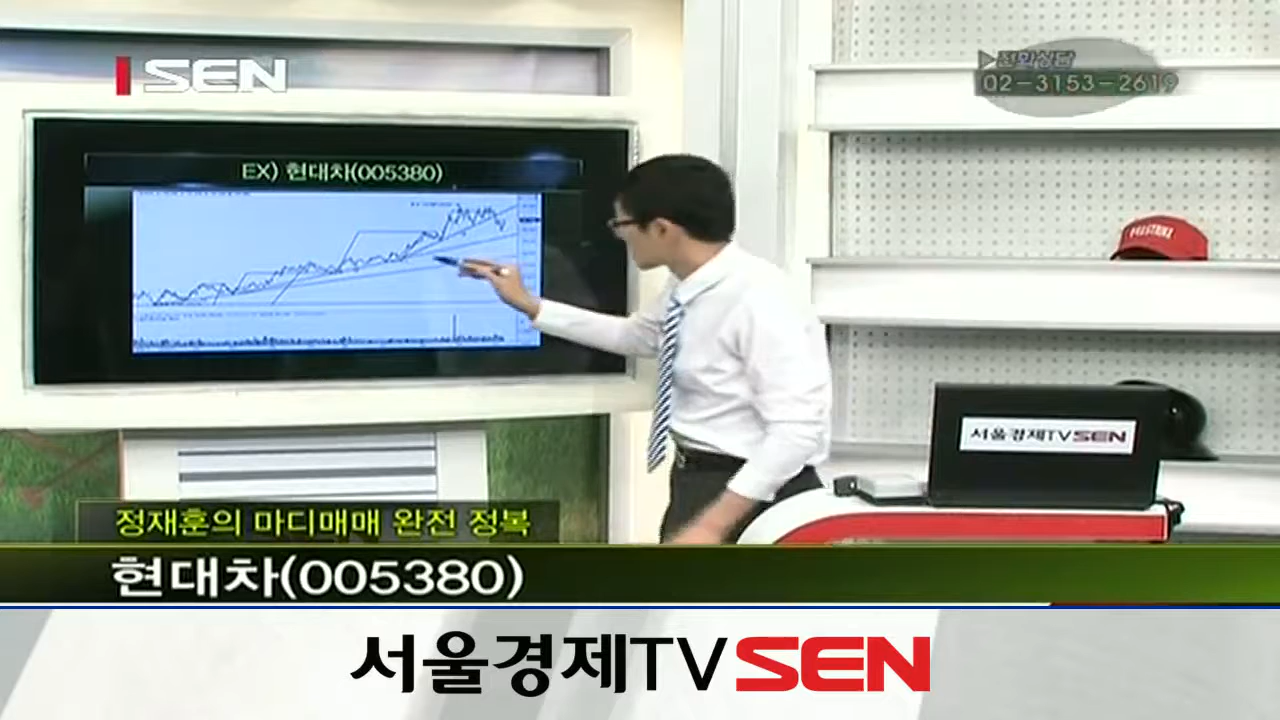 SEN
전화상담
02-3153-2619
EX) 현대차(005380)
서울경제TV SEN
정재훈의 마디매매 완전 정복
현대차(005380)
서울경제TV SEN